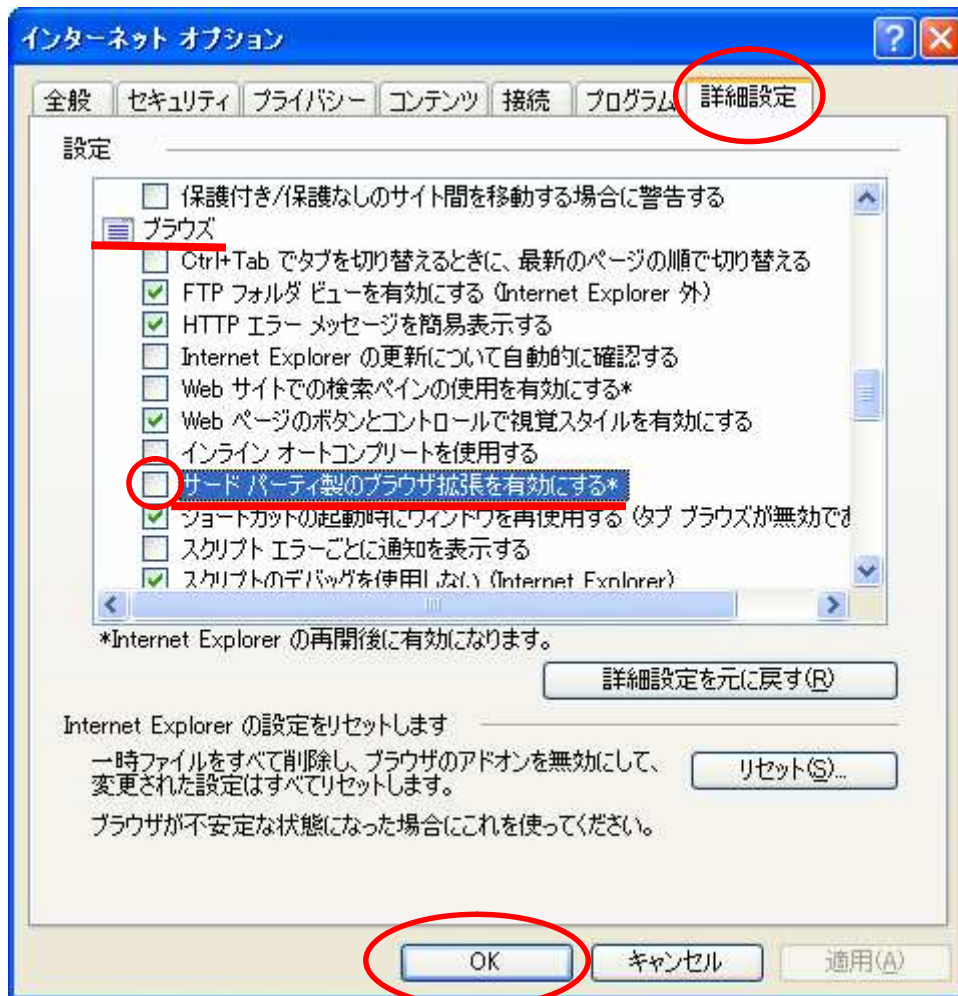 インターネット オプション
全般 セキュリティ プライバシー コンテンツ 接続 プログラム 詳細設定
設定
保護付き/保護なしのサイト間を移動する場合に警告する
ブラウズ
Ctrl+Tab でタブを切り替えるときに、最新のページの順で切り替える
FTP フォルダ ビューを有効にする (Internet Explorer 外)
HTTP エラー メッセージを簡易表示する
Internet Explorer の更新について自動的に確認する
Web サイトでの検索ペインの使用を有効にする*
Web ページのボタンとコントロールで視覚スタイルを有効にする
インライン オートコンプリートを使用する
サード パーティ製のブラウザ拡張を有効にする*
ショートカットの起動時にウィンドウを再使用する (タブ ブラウズが無効であ
スクリプト エラーごとに通知を表示する
スクリプトのデバッグを使用しない (Internet Explorer)
*Internet Explorer の再開後に有効になります。
詳細設定を元に戻す(R)
Internet Explorer の設定をリセットします
一時ファイルをすべて削除し、ブラウザのアドオンを無効にして、
変更された設定はすべてリセットします。
リセット(S)...
ブラウザが不安定な状態になった場合にこれを使ってください。
OK キャンセル 適用(A)